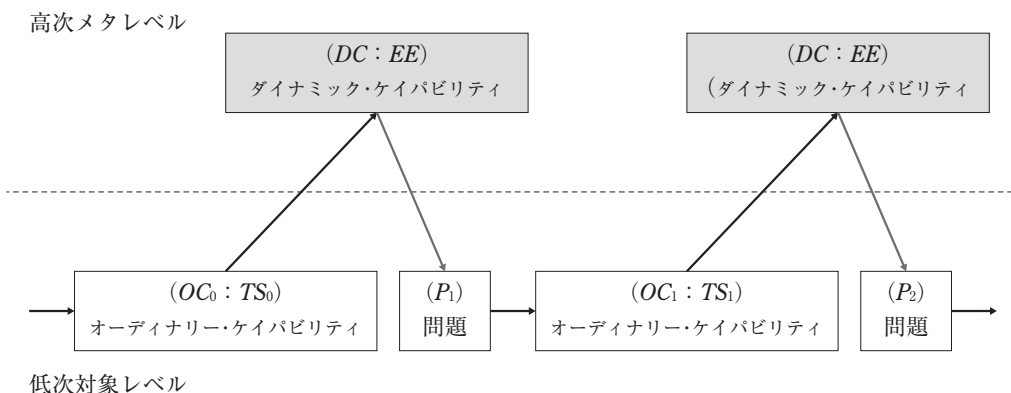 高次メタレベル
(DC：EE)
ダイナミック・ケイパビリティ
(DC：EE)
(ダイナミック・ケイパビリティ
(OC₀：TS₀)
オーディナリー・ケイパビリティ
(P₁)
問題
(OC₁：TS₁)
オーディナリー・ケイパビリティ
(P₂)
問題
低次対象レベル